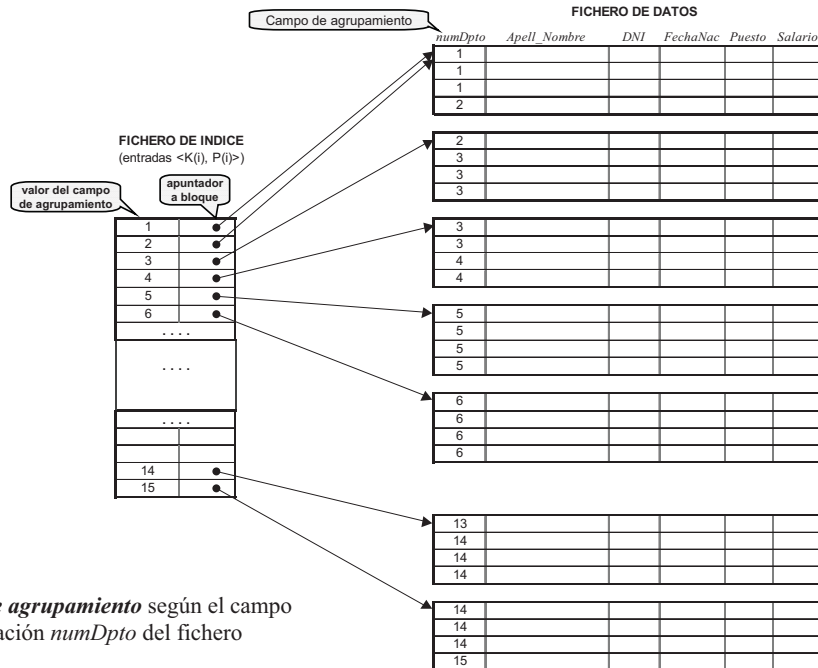 FICHERO DE DATOS
Campo de agrupamiento
numDpto Apell_Nombre DNI FechaNac Puesto Salario
1
1
1
2
2
3
3
3
3
3
4
4
5
5
5
5
6
6
6
6
13
14
14
14
14
14
14
15
FICHERO DE INDICE
(entradas <K(i), P(i)>)
valor del campo
de agrupamiento
apuntador
a bloque
1
2
3
4
5
6
. . . .
. . . .
. . . .
14
15
e agrupamiento según el campo
ación numDpto del fichero